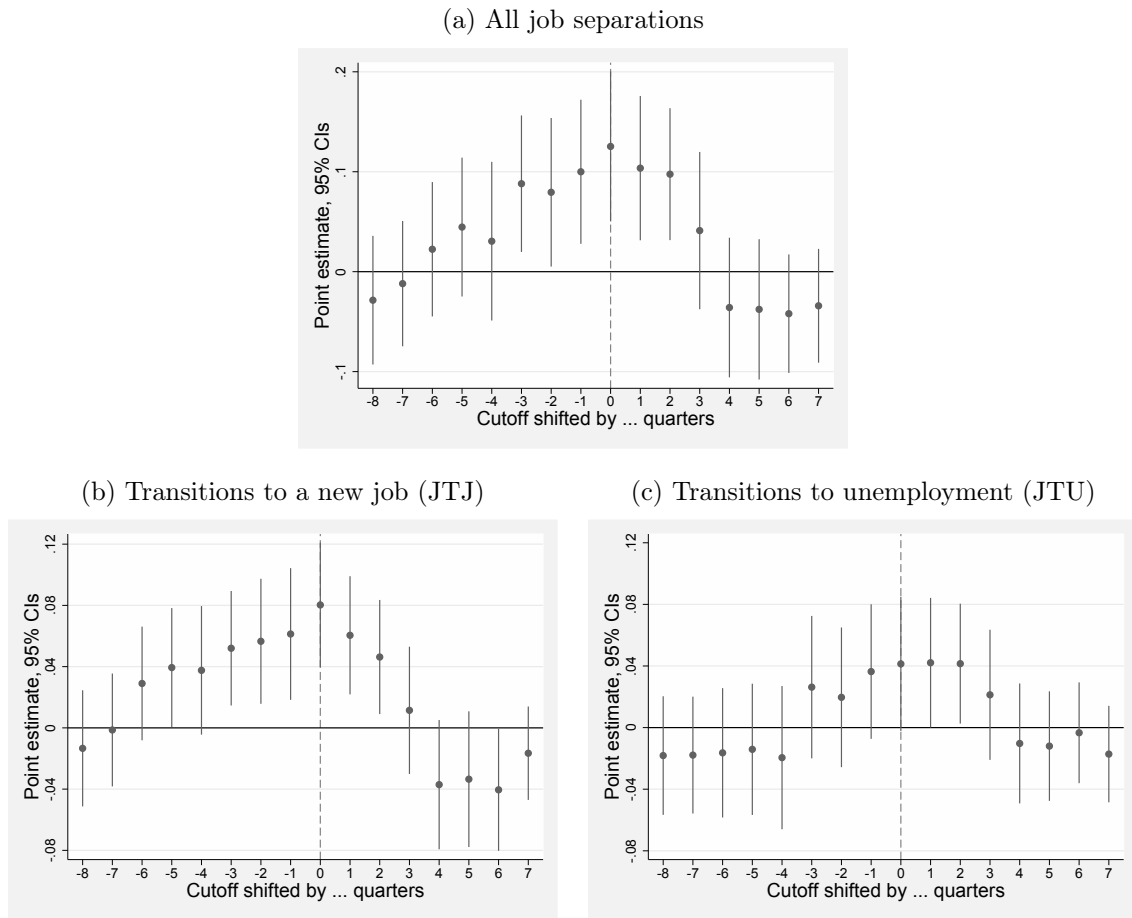 (a) All job separations
Point estimate, 95% CIs
.2
.1
0
-.1
-8 -7 -6 -5 -4 -3 -2 -1 0 1 2 3 4 5 6 7
Cutoff shifted by ... quarters
(b) Transitions to a new job (JTJ)
Point estimate, 95% CIs
.12
.08
.04
0
-.04
-.08
-8 -7 -6 -5 -4 -3 -2 -1 0 1 2 3 4 5 6 7
Cutoff shifted by ... quarters
(c) Transitions to unemployment (JTU)
Point estimate, 95% CIs
.12
.08
.04
0
-.04
-.08
-8 -7 -6 -5 -4 -3 -2 -1 0 1 2 3 4 5 6 7
Cutoff shifted by ... quarters